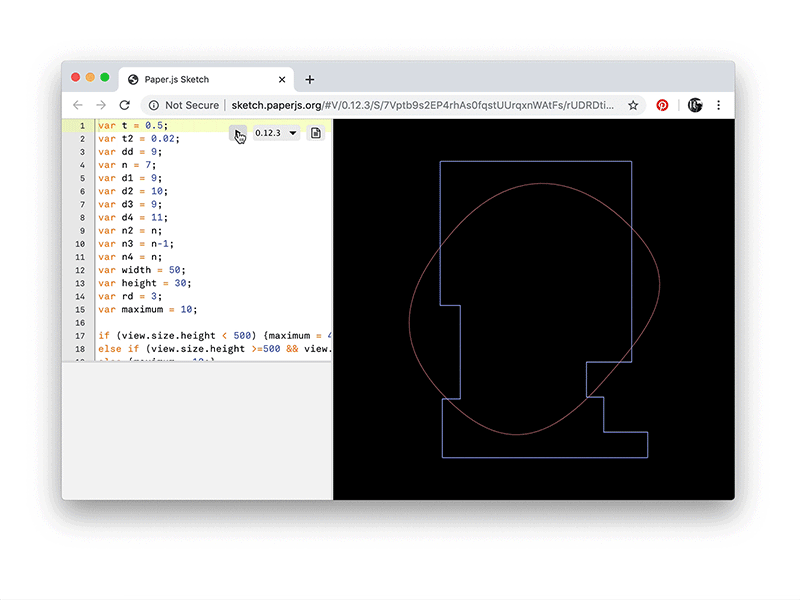 Paper.js Sketch
Not Secure | sketch.paperjs.org/#V/0.12.3/S/7Vptb9s2EP4rhAs0fqstUUrqxnWAtFs/rUDRDti...
0.12.3
1 var t = 0.5;
2 var t2 = 0.02;
3 var dd = 9;
4 var n = 7;
5 var d1 = 9;
6 var d2 = 10;
7 var d3 = 9;
8 var d4 = 11;
9 var n2 = n;
10 var n3 = n-1;
11 var n4 = n;
12 var width = 50;
13 var height = 30;
14 var rd = 3;
15 var maximum = 10;
16
17 if (view.size.height < 500) {maximum = 4
18 else if (view.size.height >=500 && view.